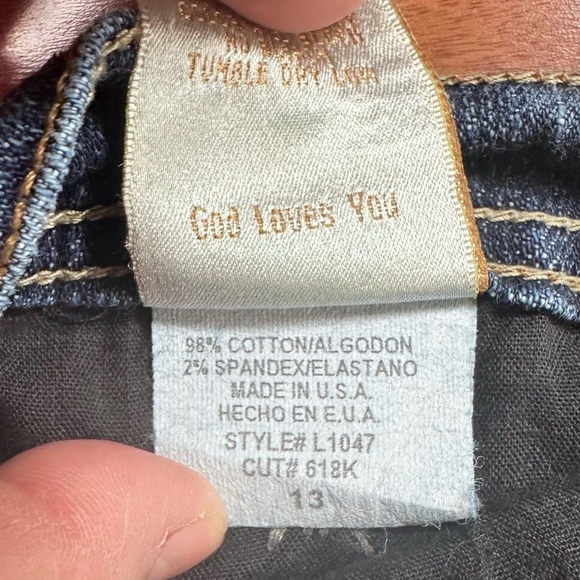 TUMBLE DRY LOW
God Loves You
98% COTTON/ALGODON
2% SPANDEX/ELASTANO
MADE IN U.S.A.
HECHO EN E.U.A.
STYLE# L1047
CUT# 618K
13